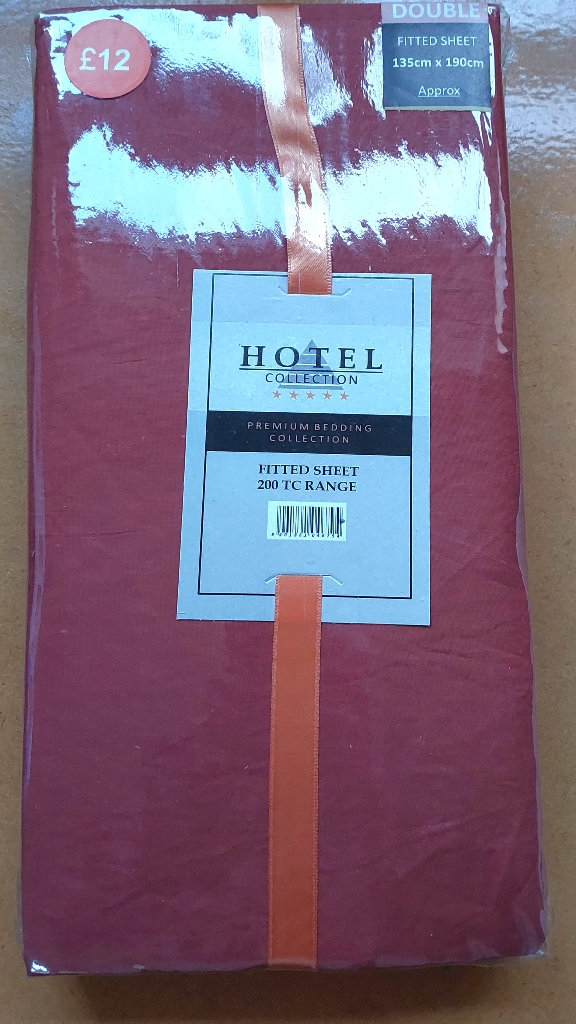 £12
DOUBLE
FITTED SHEET
135cm x 190cm
Approx
HOTEL
COLLECTION
PREMIUM BEDDING
COLLECTION
FITTED SHEET
200 TC RANGE